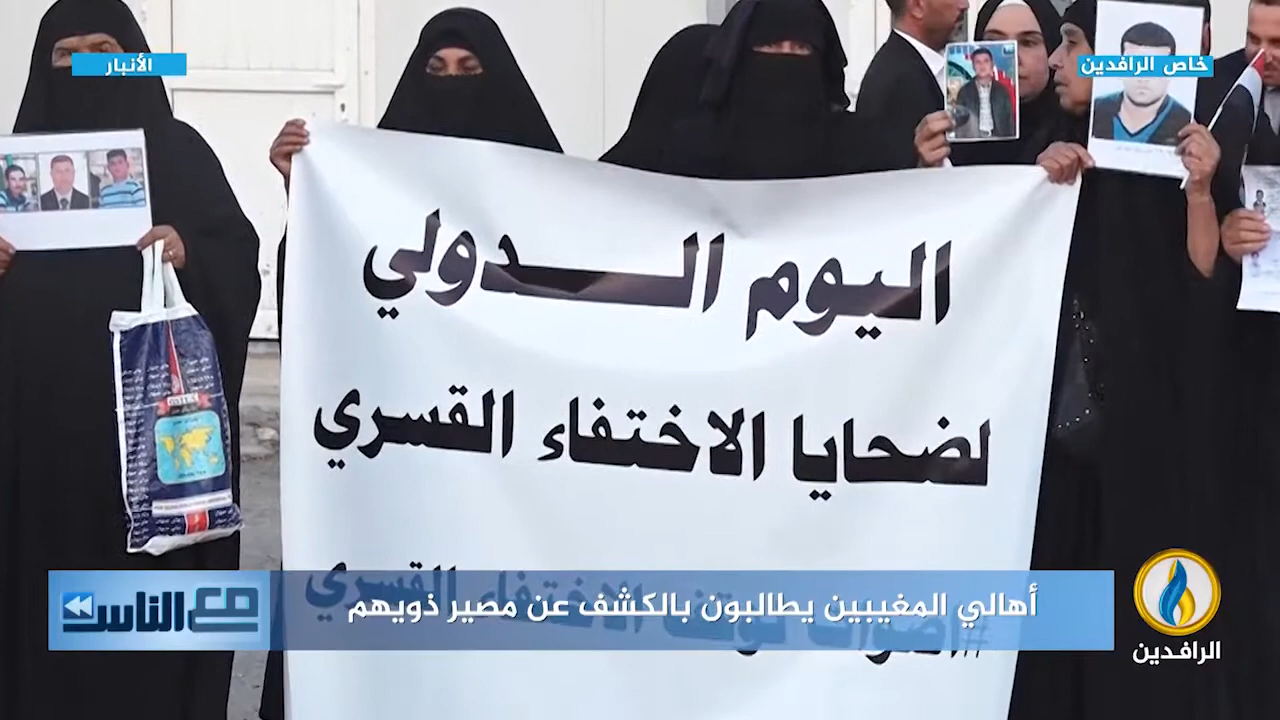 الأنبار
خاص الرافدين
اليوم الدولي
لضحايا الاختفاء القسري
أهالي المغيبين يطالبون بالكشف عن مصير ذويهم
مع الناس
الرافدين